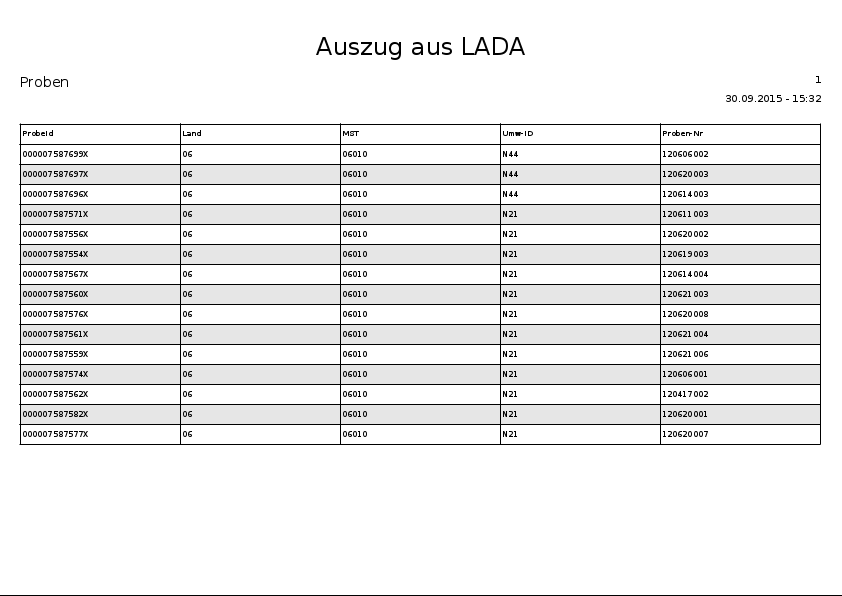 Auszug aus LADA
Proben
1
30.09.2015 - 15:32
ProbeId Land MST Umw-ID Proben-Nr
000007587699X 06 06010 N44 120606002
000007587697X 06 06010 N44 120620003
000007587696X 06 06010 N44 120614003
000007587571X 06 06010 N21 120611003
000007587556X 06 06010 N21 120620002
000007587554X 06 06010 N21 120619003
000007587567X 06 06010 N21 120614004
000007587560X 06 06010 N21 120621003
000007587576X 06 06010 N21 120620008
000007587561X 06 06010 N21 120621004
000007587559X 06 06010 N21 120621006
000007587574X 06 06010 N21 120606001
000007587562X 06 06010 N21 120417002
000007587582X 06 06010 N21 120620001
000007587577X 06 06010 N21 120620007